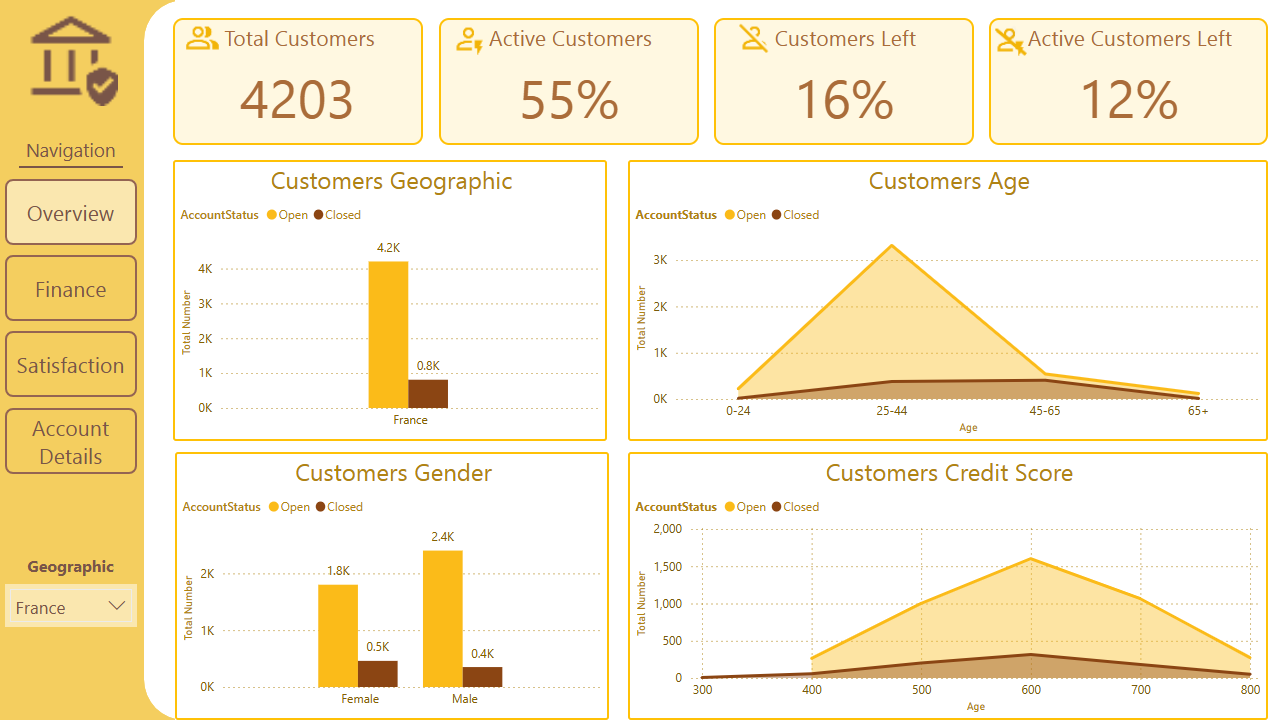 Navigation
Overview
Finance
Satisfaction
Account
Details
Geographic
France
Total Customers
4203
Active Customers
55%
Customers Left
16%
Active Customers Left
12%
Customers Geographic
AccountStatus Open Closed
Total Number
4K
3K
2K
1K
0K
4.2K
0.8K
France
Customers Age
AccountStatus Open Closed
Total Number
3K
2K
1K
0K
0-24 25-44 45-65 65+
Age
Customers Gender
AccountStatus Open Closed
Total Number
2K
1K
0K
1.8K
0.5K
2.4K
0.4K
Female Male
Customers Credit Score
AccountStatus Open Closed
Total Number
2,000
1,500
1,000
500
0
300 400 500 600 700 800
Age